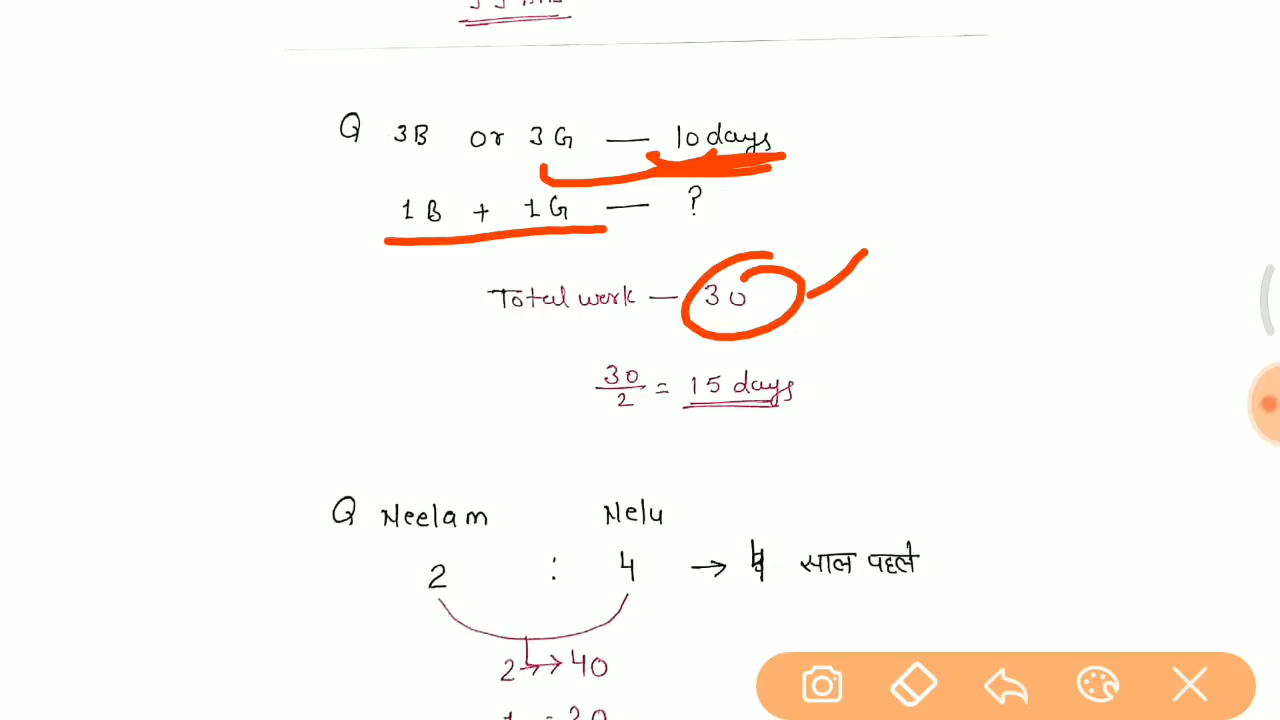 Q 3B or 3G — 10 days
1B + 1G — ?
Total work — 30
30/2 = 15 days
Q Neelam Nelu
2 : 4 → साल पहले
2 → 40